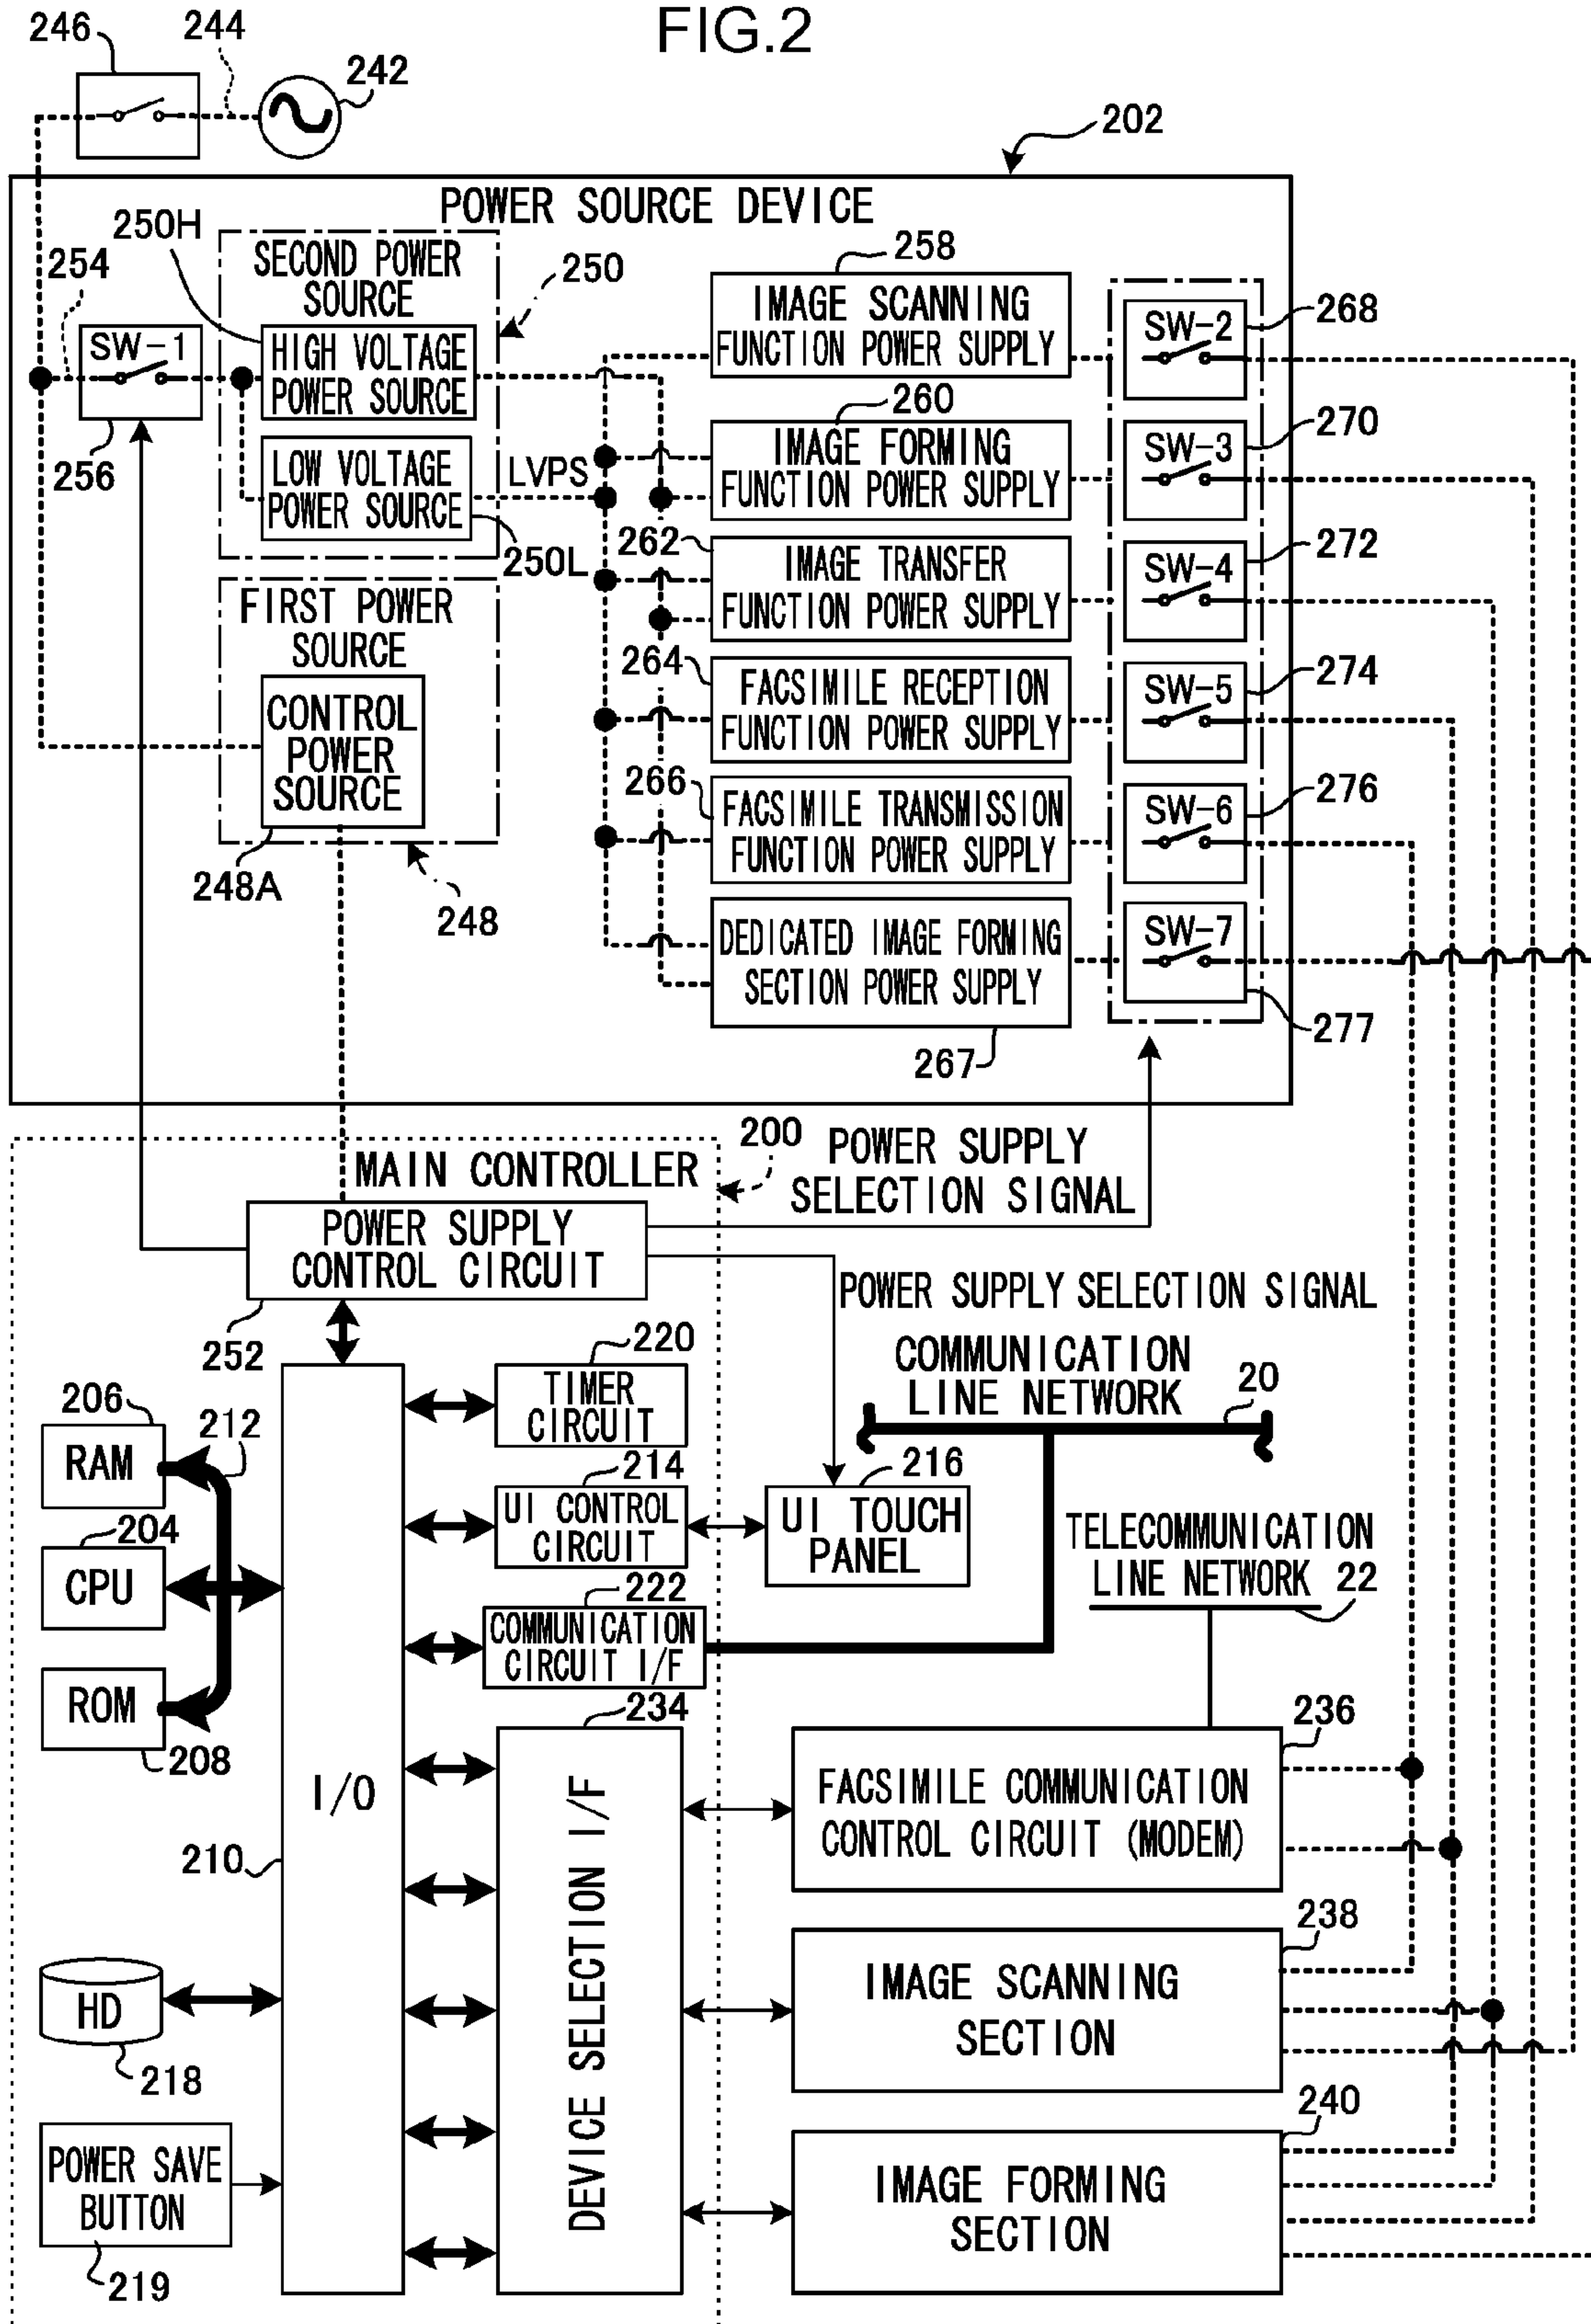 FIG.2
246
244
242
202
POWER SOURCE DEVICE
250H
254
SECOND POWER
SOURCE
250
SW-1
256
HIGH VOLTAGE
POWER SOURCE
LOW VOLTAGE
POWER SOURCE
LVPS
250L
FIRST POWER
SOURCE
CONTROL
POWER
SOURCE
248A
248
258
IMAGE SCANNING
FUNCTION POWER SUPPLY
260
IMAGE FORMING
FUNCTION POWER SUPPLY
262
IMAGE TRANSFER
FUNCTION POWER SUPPLY
264
FACSIMILE RECEPTION
FUNCTION POWER SUPPLY
266
FACSIMILE TRANSMISSION
FUNCTION POWER SUPPLY
DEDICATED IMAGE FORMING
SECTION POWER SUPPLY
267
SW-2
268
SW-3
270
SW-4
272
SW-5
274
SW-6
276
SW-7
277
200
MAIN CONTROLLER
POWER SUPPLY
SELECTION SIGNAL
POWER SUPPLY
CONTROL CIRCUIT
252
POWER SUPPLY SELECTION SIGNAL
COMMUNICATION
LINE NETWORK
20
220
TIMER
CIRCUIT
206
RAM
212
204
CPU
ROM
208
214
UI CONTROL
CIRCUIT
216
UI TOUCH
PANEL
TELECOMMUNICATION
LINE NETWORK 22
222
COMMUNICATION
CIRCUIT I/F
234
I/O
210
DEVICE SELECTION I/F
236
FACSIMILE COMMUNICATION
CONTROL CIRCUIT (MODEM)
238
IMAGE SCANNING
SECTION
HD
218
240
IMAGE FORMING
SECTION
POWER SAVE
BUTTON
219